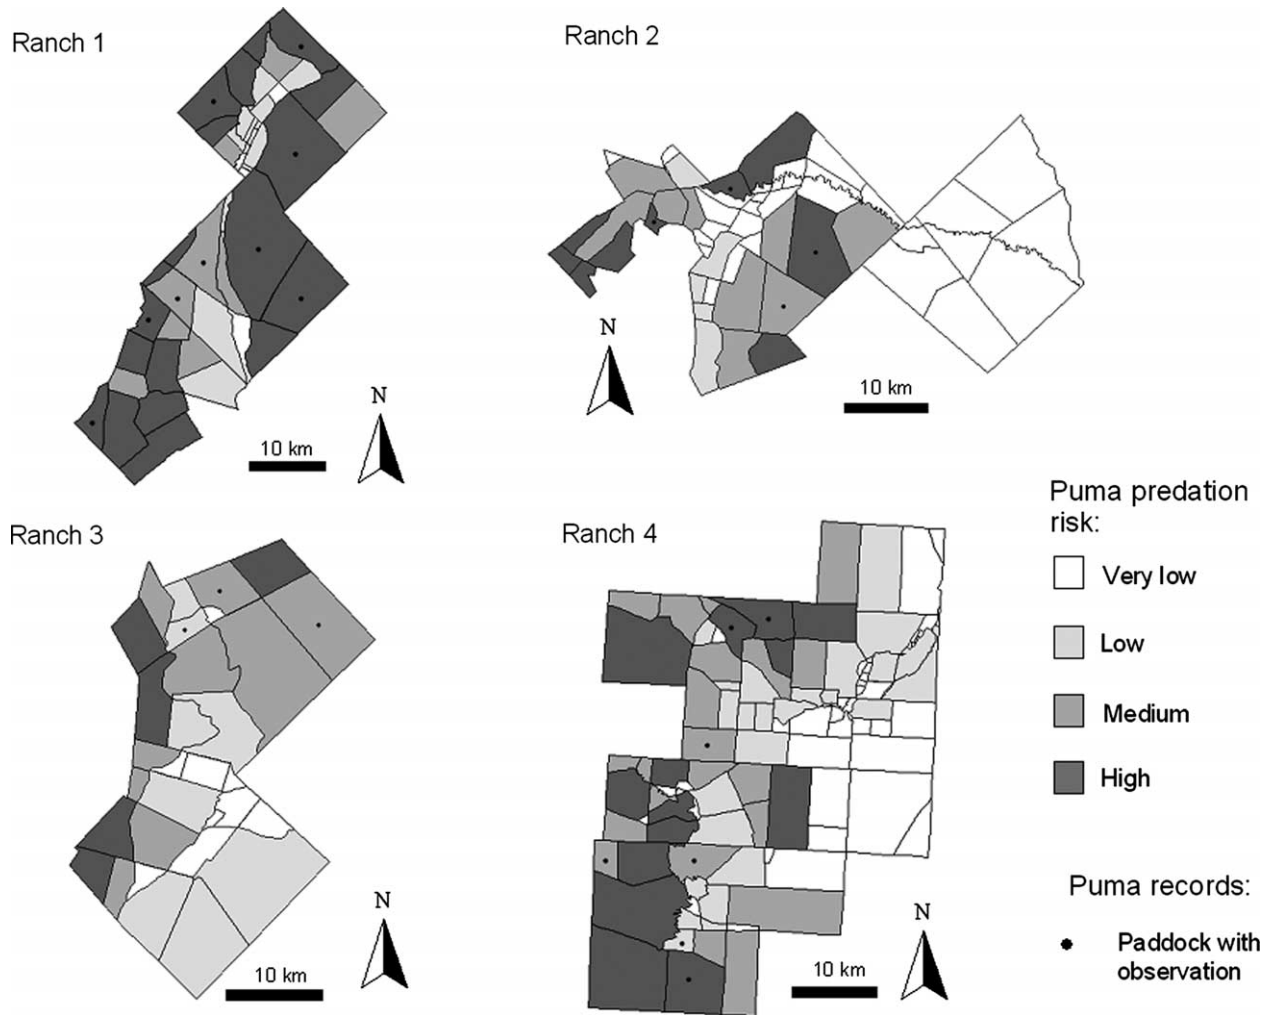 Ranch 1
Ranch 2
N
10 km
N
10 km
Ranch 3
Ranch 4
N
10 km
N
10 km
Puma predation
risk:
Very low
Low
Medium
High
Puma records:
Paddock with
observation